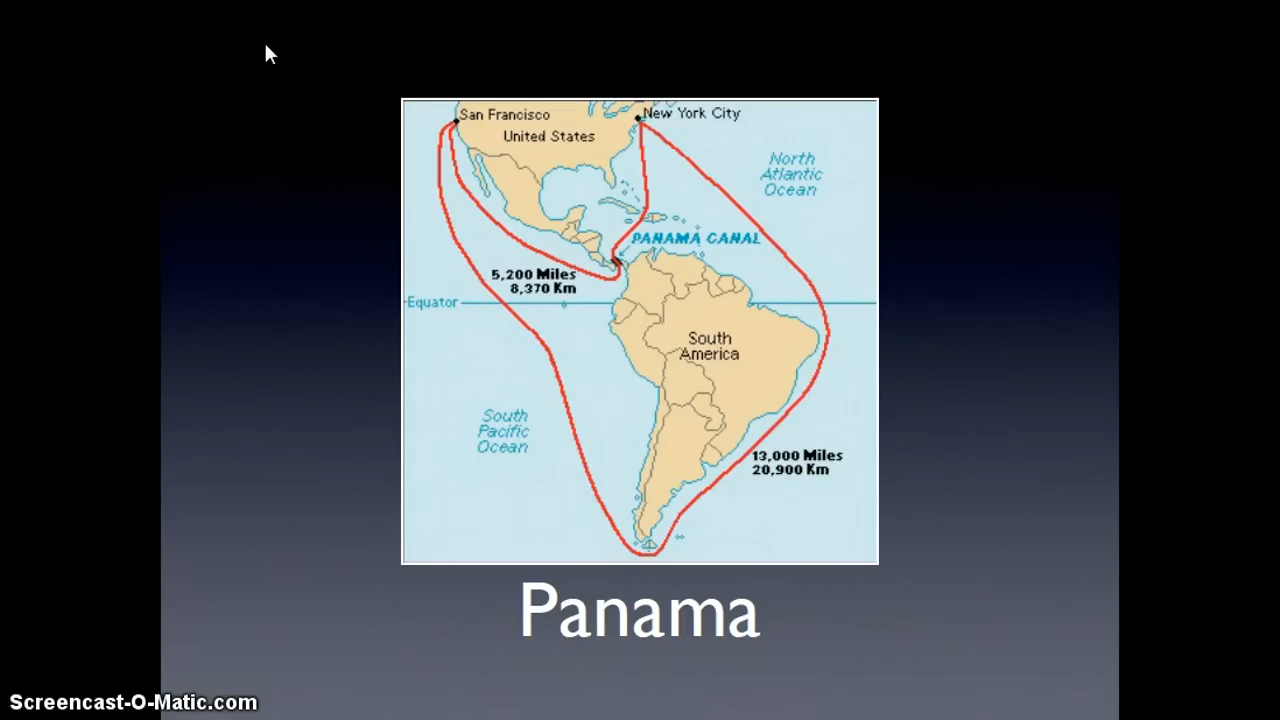 San Francisco
New York City
United States
North
Atlantic
Ocean
PANAMA CANAL
5,200 Miles
8,370 Km
Equator
South
America
South
Pacific
Ocean
13,000 Miles
20,900 Km
Panama
Screencast-O-Matic.com